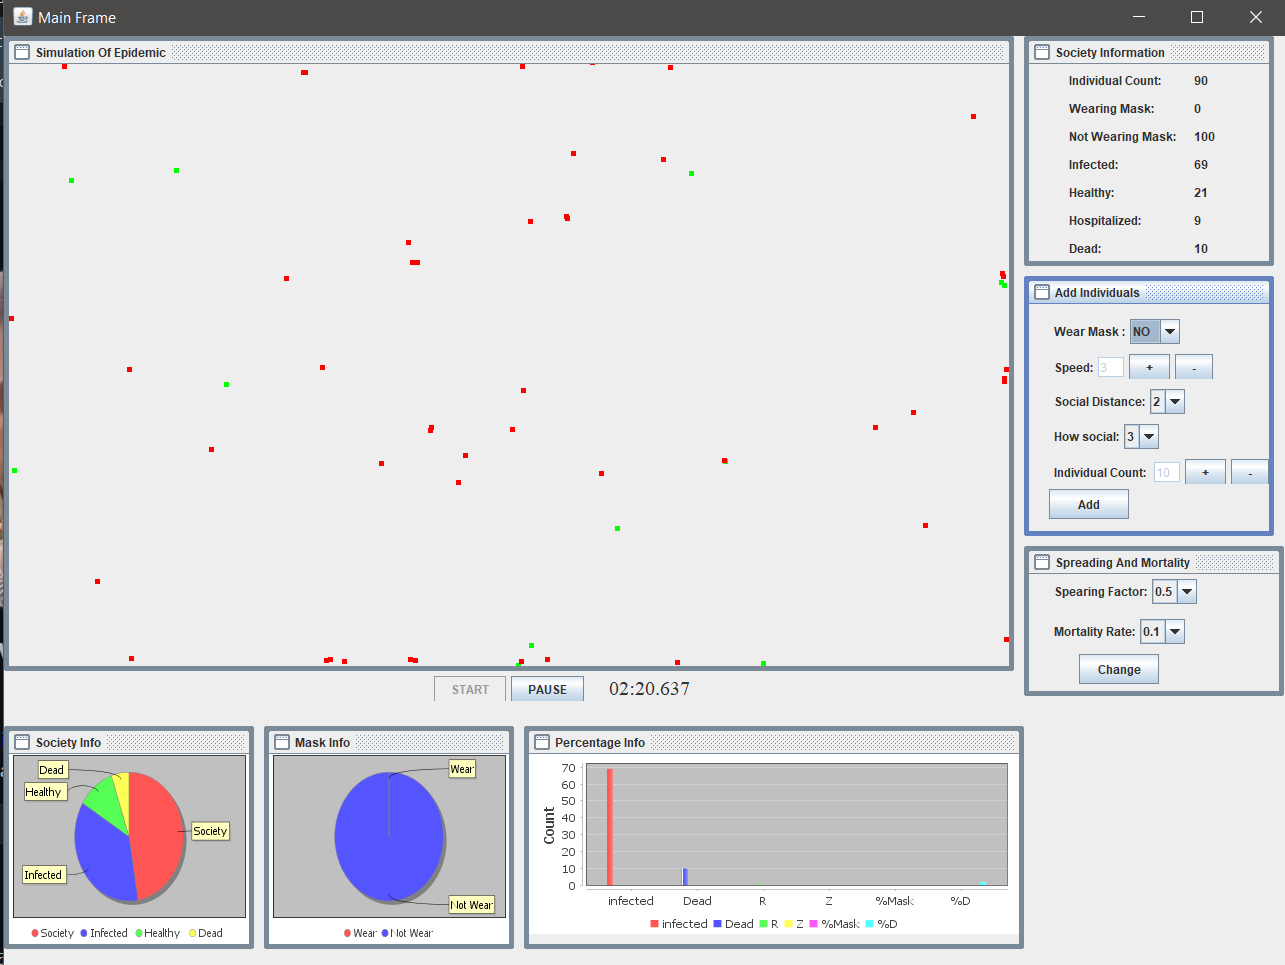 Main Frame
Simulation Of Epidemic
Society Information
Individual Count: 90
Wearing Mask: 0
Not Wearing Mask: 100
Infected: 69
Healthy: 21
Hospitalized: 9
Dead: 10
Add Individuals
Wear Mask : NO
Speed: 3 + -
Social Distance: 2
How social: 3
Individual Count: 10 + -
Add
Spreading And Mortality
Spearing Factor: 0.5
Mortality Rate: 0.1
Change
START PAUSE 02:20.637
Society Info
Dead
Healthy
Society
Infected
Society Infected Healthy Dead
Mask Info
Wear
Not Wear
Wear Not Wear
Percentage Info
Count
70
60
50
40
30
20
10
0
infected Dead R Z %Mask %D
infected Dead R Z %Mask %D